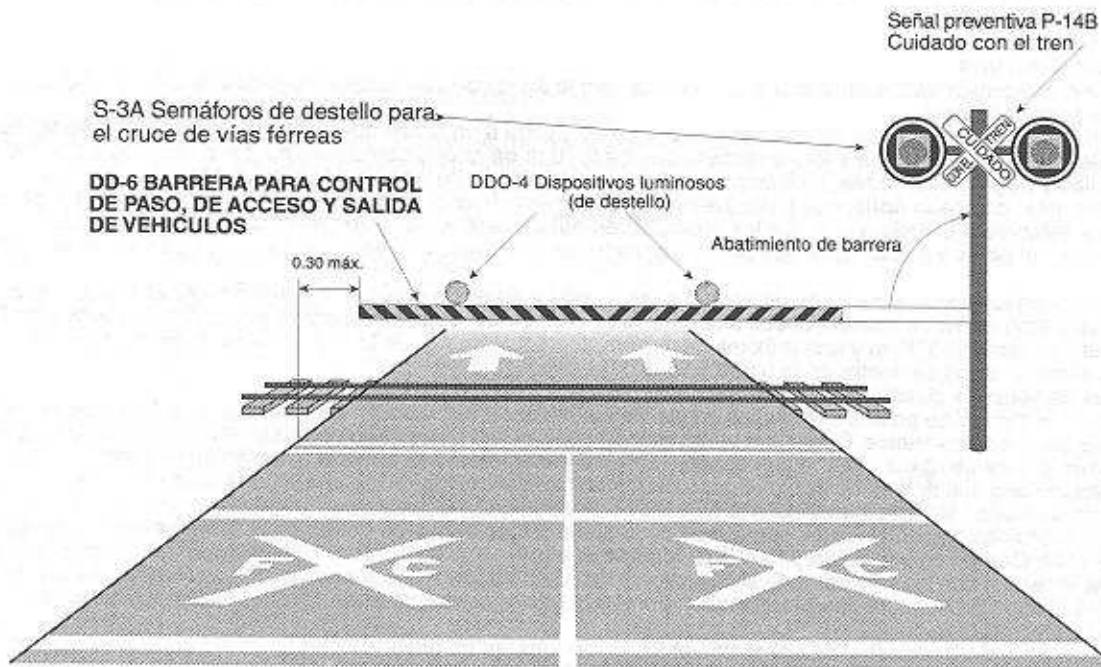 Señal preventiva P-14B
Cuidado con el tren
S-3A Semáforos de destello para
el cruce de vías férreas
CUIDADO
TREN
DD-6 BARRERA PARA CONTROL
DE PASO, DE ACCESO Y SALIDA
DE VEHICULOS
DDO-4 Dispositivos luminosos
(de destello)
Abatimiento de barrera
0.30 máx.
F C
F C